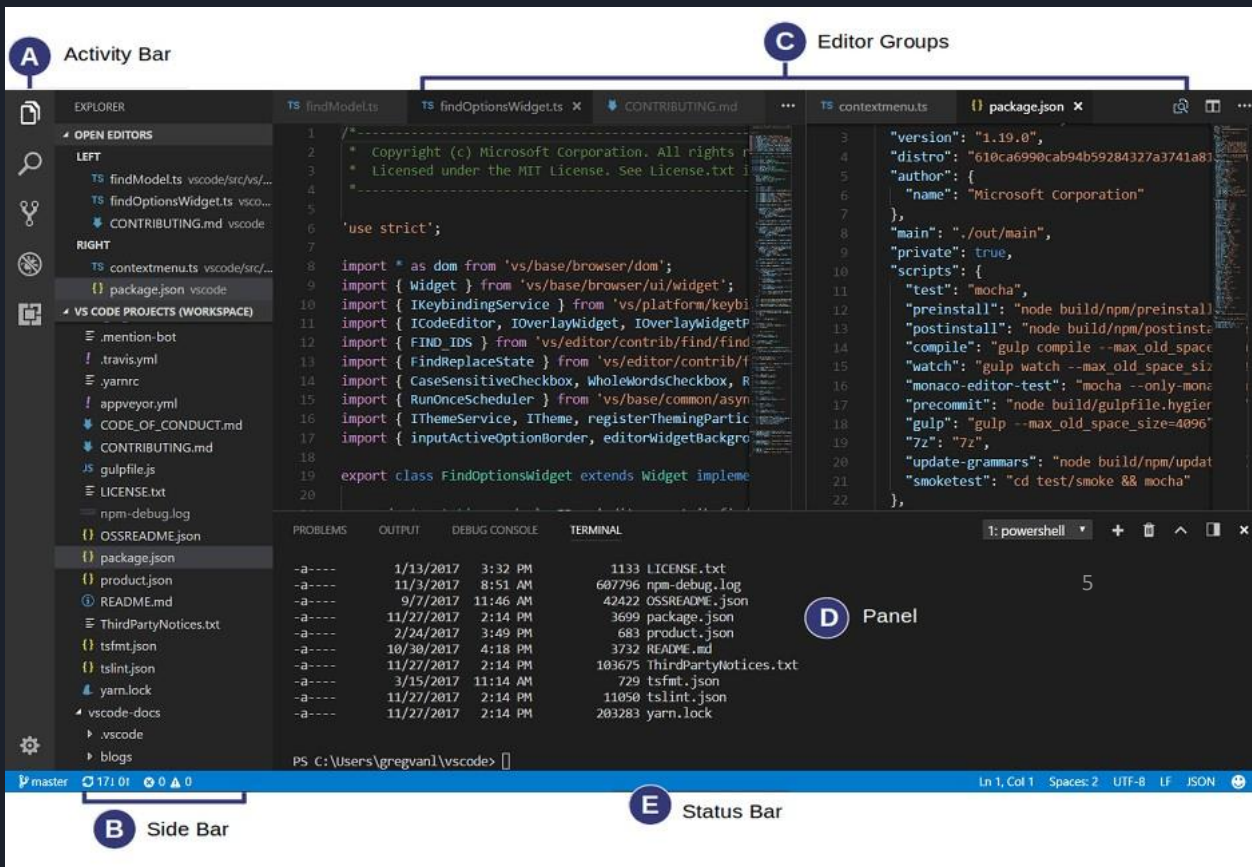 A Activity Bar
C Editor Groups
EXPLORER
OPEN EDITORS
LEFT
TS findModel.ts vscode/src/vs/...
TS findOptionsWidget.ts vsco...
CONTRIBUTING.md vscode
RIGHT
TS contextmenu.ts vscode/src/...
{} package.json vscode
VS CODE PROJECTS (WORKSPACE)
.mention-bot
! .travis.yml
.yarnrc
! appveyor.yml
CODE_OF_CONDUCT.md
CONTRIBUTING.md
JS gulpfile.js
LICENSE.txt
npm-debug.log
{} OSSREADME.json
{} package.json
{} product.json
README.md
ThirdPartyNotices.txt
{} tsfmt.json
{} tslint.json
yarn.lock
vscode-docs
.vscode
blogs
TS findModel.ts TS findOptionsWidget.ts × CONTRIBUTING.md ...
1 /*---------------------------------------------------------
2 * Copyright (c) Microsoft Corporation. All rights r
3 * Licensed under the MIT License. See License.txt i
4 *---------------------------------------------------------
5
6 'use strict';
7
8 import * as dom from 'vs/base/browser/dom';
9 import { Widget } from 'vs/base/browser/ui/widget';
10 import { IKeybindingService } from 'vs/platform/keybi
11 import { ICodeEditor, IOverlayWidget, IOverlayWidgetP
12 import { FIND_IDS } from 'vs/editor/contrib/find/find
13 import { FindReplaceState } from 'vs/editor/contrib/f
14 import { CaseSensitiveCheckbox, WholeWordsCheckbox, R
15 import { RunOnceScheduler } from 'vs/base/common/asyn
16 import { IThemeService, ITheme, registerThemingPartic
17 import { inputActiveOptionBorder, editorWidgetBackgro
18
19 export class FindOptionsWidget extends Widget impleme
20
TS contextmenu.ts {} package.json × ...
3 "version": "1.19.0",
4 "distro": "610ca6990cab94b59284327a3741a81
5 "author": {
6 "name": "Microsoft Corporation"
7 },
8 "main": "./out/main",
9 "private": true,
10 "scripts": {
11 "test": "mocha",
12 "preinstall": "node build/npm/preinstall
13 "postinstall": "node build/npm/postinsta
14 "compile": "gulp compile --max_old_space
15 "watch": "gulp watch --max_old_space_siz
16 "monaco-editor-test": "mocha --only-mona
17 "precommit": "node build/gulpfile.hygien
18 "gulp": "gulp --max_old_space_size=4096"
19 "7z": "7z",
20 "update-grammars": "node build/npm/updat
21 "smoketest": "cd test/smoke && mocha"
22 },
PROBLEMS OUTPUT DEBUG CONSOLE TERMINAL 1: powershell
-a---- 1/13/2017 3:32 PM 1133 LICENSE.txt
-a---- 11/3/2017 8:51 AM 607796 npm-debug.log
-a---- 9/7/2017 11:46 AM 42422 OSSREADME.json
-a---- 11/27/2017 2:14 PM 3699 package.json
-a---- 2/24/2017 3:49 PM 683 product.json
-a---- 10/30/2017 4:18 PM 3732 README.md
-a---- 11/27/2017 2:14 PM 103675 ThirdPartyNotices.txt
-a---- 3/15/2017 11:14 AM 729 tsfmt.json
-a---- 11/27/2017 2:14 PM 11050 tslint.json
-a---- 11/27/2017 2:14 PM 203283 yarn.lock
PS C:\Users\gregvanl\vscode>
5
D Panel
master 17↓ 0↑ 0 0 Ln 1, Col 1 Spaces: 2 UTF-8 LF JSON
B Side Bar
E Status Bar